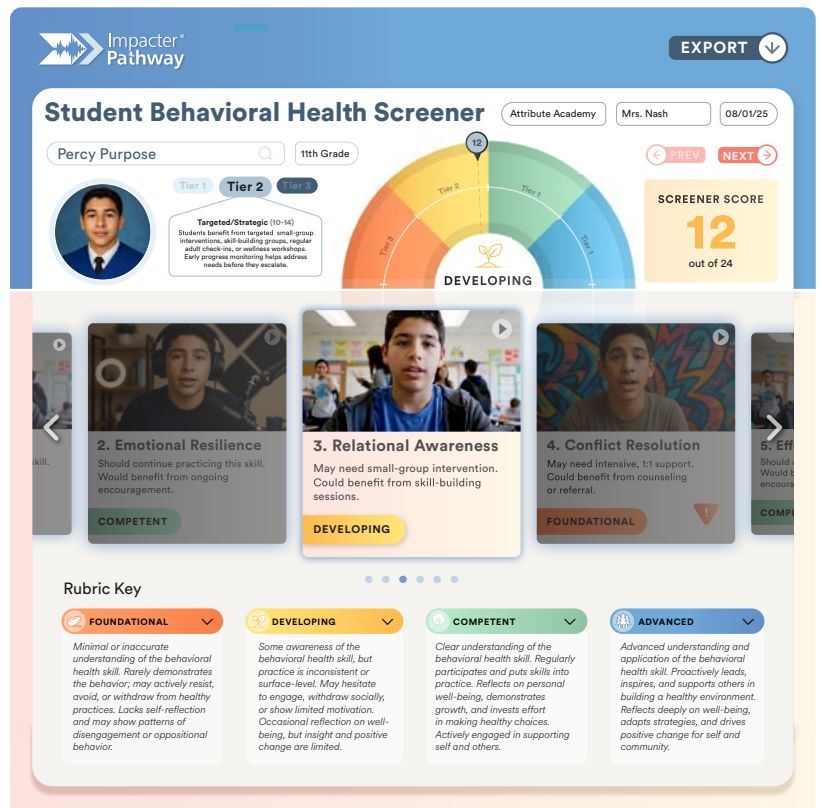 Impacter®
Pathway
EXPORT
Student Behavioral Health Screener
Attribute Academy
Mrs. Nash
08/01/25
Percy Purpose
11th Grade
12
PREV
NEXT
Tier 1
Tier 2
Tier 3
Targeted/Strategic (10-14)
Students benefit from targeted small-group
interventions, skill-building groups, regular
adult check-ins, or wellness workshops.
Early progress monitoring helps address
needs before they escalate.
Tier 3
Tier 2
Tier 1
Tier 1
DEVELOPING
SCREENER SCORE
12
out of 24
skill.
2. Emotional Resilience
Should continue practicing this skill.
Would benefit from ongoing
encouragement.
COMPETENT
3. Relational Awareness
May need small-group intervention.
Could benefit from skill-building
sessions.
DEVELOPING
4. Conflict Resolution
May need intensive, 1:1 support.
Could benefit from counseling
or referral.
FOUNDATIONAL
!
5. Eff
Should
Would b
encoura
COMP
Rubric Key
FOUNDATIONAL
Minimal or inaccurate
understanding of the behavioral
health skill. Rarely demonstrates
the behavior; may actively resist,
avoid, or withdraw from healthy
practices. Lacks self-reflection
and may show patterns of
disengagement or oppositional
behavior.
DEVELOPING
Some awareness of the
behavioral health skill, but
practice is inconsistent or
surface-level. May hesitate
to engage, withdraw socially,
or show limited motivation.
Occasional reflection on well-
being, but insight and positive
change are limited.
COMPETENT
Clear understanding of the
behavioral health skill. Regularly
participates and puts skills into
practice. Reflects on personal
well-being, demonstrates
growth, and invests effort
in making healthy choices.
Actively engaged in supporting
self and others.
ADVANCED
Advanced understanding and
application of the behavioral
health skill. Proactively leads,
inspires, and supports others in
building a healthy environment.
Reflects deeply on well-being,
adapts strategies, and drives
positive change for self and
community.